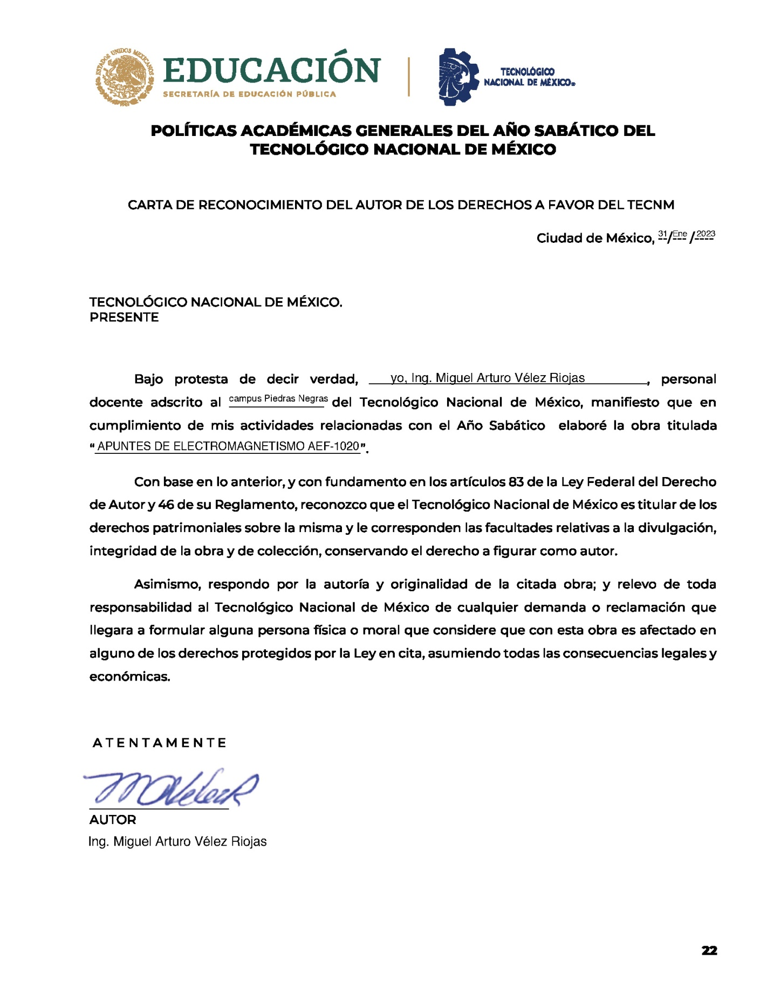 ESTADOS UNIDOS MEXICANOS
EDUCACIÓN
SECRETARÍA DE EDUCACIÓN PÚBLICA
TECNOLÓGICO
NACIONAL DE MÉXICO®
POLÍTICAS ACADÉMICAS GENERALES DEL AÑO SABÁTICO DEL
TECNOLÓGICO NACIONAL DE MÉXICO
CARTA DE RECONOCIMIENTO DEL AUTOR DE LOS DERECHOS A FAVOR DEL TECNM
Ciudad de México, 31/Ene /2023
TECNOLÓGICO NACIONAL DE MÉXICO.
PRESENTE
Bajo protesta de decir verdad, yo, Ing. Miguel Arturo Vélez Riojas, personal
docente adscrito al campus Piedras Negras del Tecnológico Nacional de México, manifiesto que en
cumplimiento de mis actividades relacionadas con el Año Sabático elaboré la obra titulada
“ APUNTES DE ELECTROMAGNETISMO AEF-1020”.
Con base en lo anterior, y con fundamento en los artículos 83 de la Ley Federal del Derecho
de Autor y 46 de su Reglamento, reconozco que el Tecnológico Nacional de México es titular de los
derechos patrimoniales sobre la misma y le corresponden las facultades relativas a la divulgación,
integridad de la obra y de colección, conservando el derecho a figurar como autor.
Asimismo, respondo por la autoría y originalidad de la citada obra; y relevo de toda
responsabilidad al Tecnológico Nacional de México de cualquier demanda o reclamación que
llegara a formular alguna persona física o moral que considere que con esta obra es afectado en
alguno de los derechos protegidos por la Ley en cita, asumiendo todas las consecuencias legales y
económicas.
A T E N T A M E N T E
AUTOR
Ing. Miguel Arturo Vélez Riojas
22